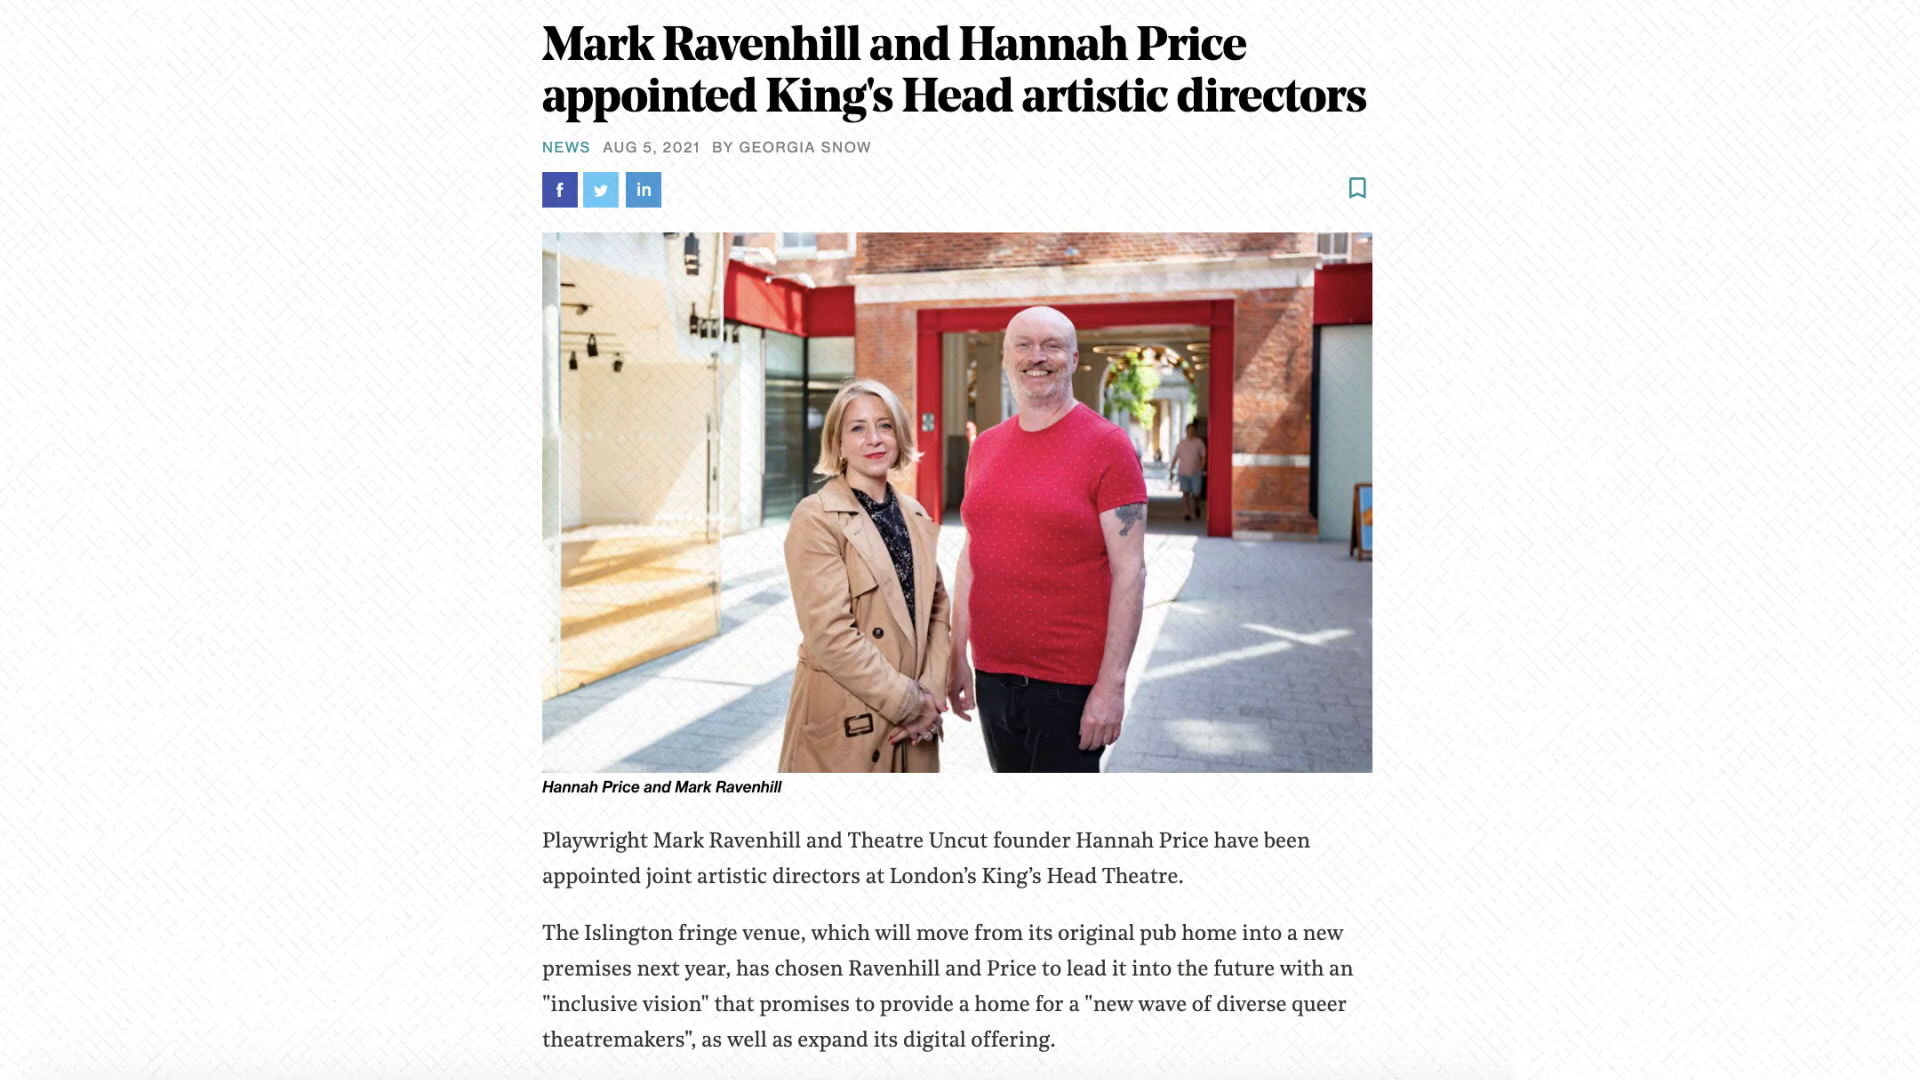 Mark Ravenhill and Hannah Price
appointed King's Head artistic directors
NEWS AUG 5, 2021 BY GEORGIA SNOW
f in
Hannah Price and Mark Ravenhill
Playwright Mark Ravenhill and Theatre Uncut founder Hannah Price have been
appointed joint artistic directors at London’s King’s Head Theatre.
The Islington fringe venue, which will move from its original pub home into a new
premises next year, has chosen Ravenhill and Price to lead it into the future with an
"inclusive vision" that promises to provide a home for a "new wave of diverse queer
theatremakers", as well as expand its digital offering.